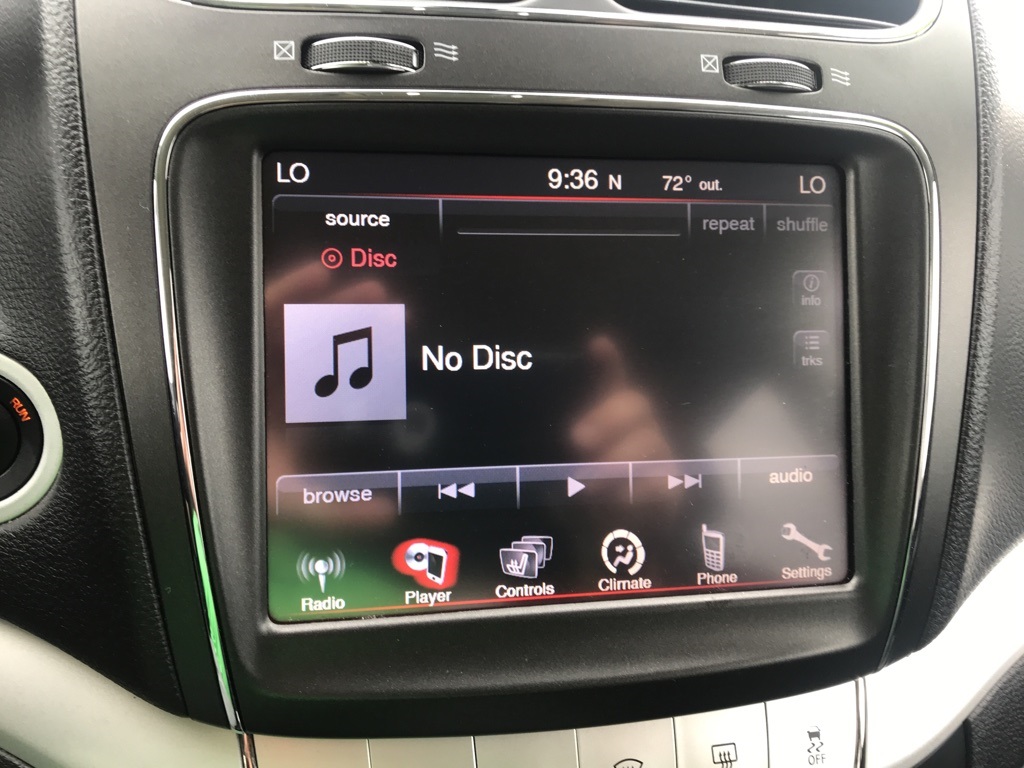 LO 9:36 N 72° out. LO
source repeat shuffle
Disc
info
trks
No Disc
browse audio
Radio Player Controls Climate Phone Settings
RUN
OFF